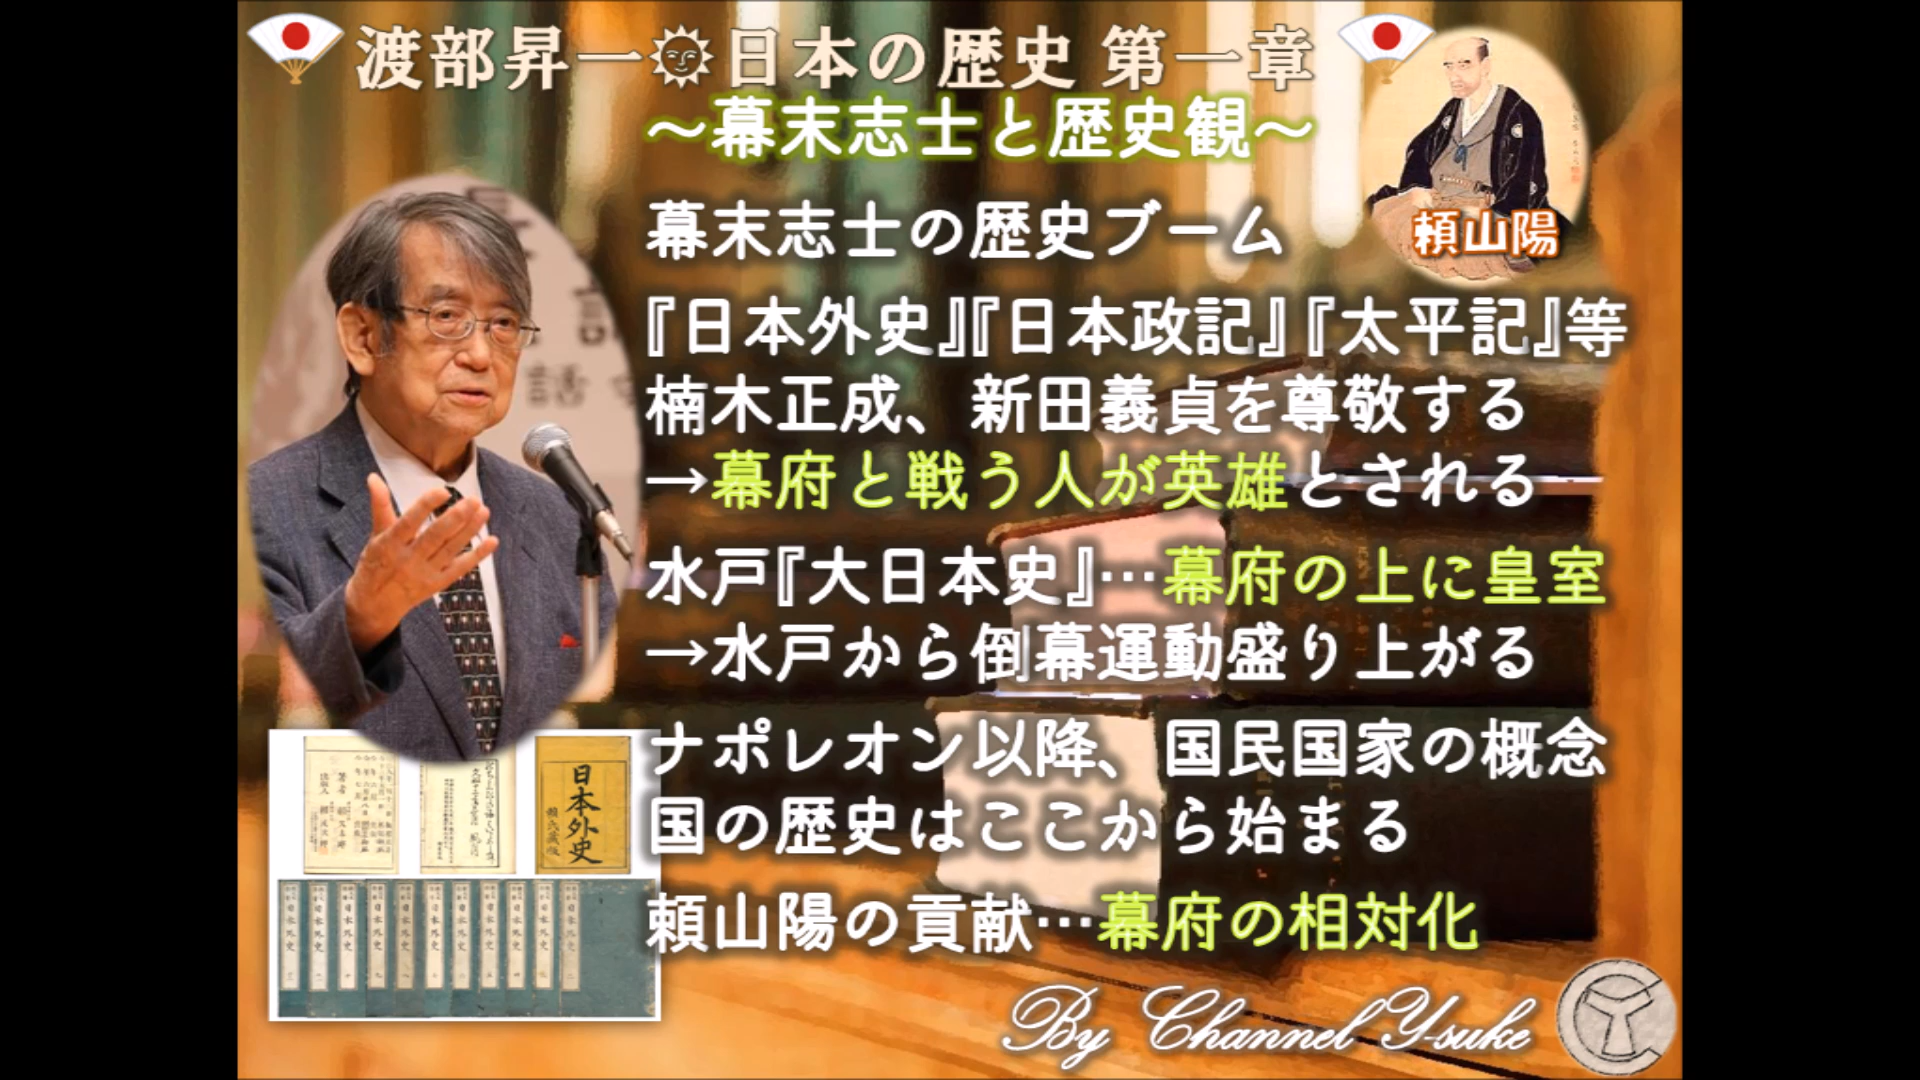 渡部昇一🌞日本の歴史 第一章
～幕末志士と歴史観～
頼山陽
幕末志士の歴史ブーム
『日本外史』『日本政記』『太平記』等
楠木正成、新田義貞を尊敬する
→幕府と戦う人が英雄とされる
水戸『大日本史』…幕府の上に皇室
→水戸から倒幕運動盛り上がる
ナポレオン以降、国民国家の概念
国の歴史はここから始まる
頼山陽の貢献…幕府の相対化
日本外史
頼氏蔵版
By Channel Y-suke